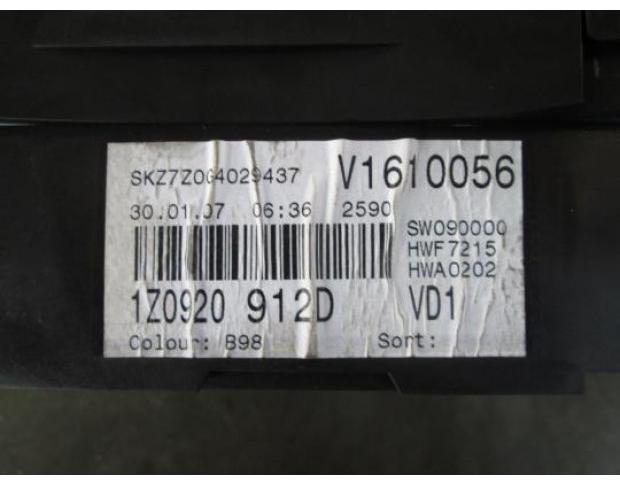 SKZ7Z0G4029437 V1610056
30.01.07 06:36 2590
SW090000
HWF7215
HWA0202
1Z0920 912D VD1
Colour: B98 Sort: